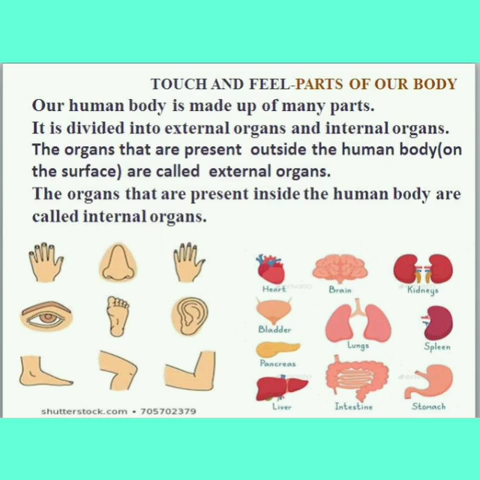 TOUCH AND FEEL-PARTS OF OUR BODY
Our human body is made up of many parts.
It is divided into external organs and internal organs.
The organs that are present outside the human body(on
the surface) are called external organs.
The organs that are present inside the human body are
called internal organs.
Heart
Brain
Kidneys
Bladder
Lungs
Spleen
Pancreas
Liver
Intestine
Stomach
shutterstock.com • 705702379